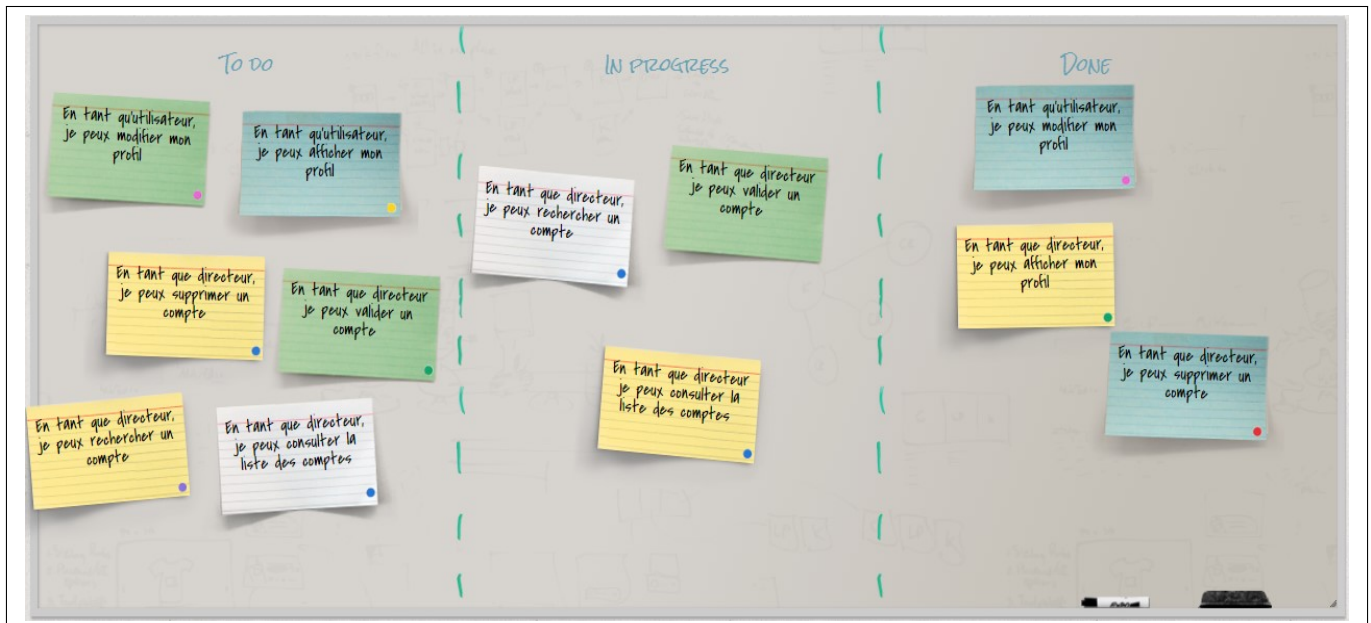 To do
En tant qu'utilisateur,
je peux modifier mon
profil
En tant qu'utilisateur,
je peux afficher mon
profil
En tant que directeur,
je peux supprimer un
compte
En tant que directeur
je peux valider un
compte
En tant que directeur,
je peux rechercher un
compte
En tant que directeur,
je peux consulter la
liste des comptes
In progress
En tant que directeur,
je peux rechercher un
compte
En tant que directeur
je peux valider un
compte
En tant que directeur
je peux consulter la
liste des comptes
Done
En tant qu'utilisateur,
je peux modifier mon
profil
En tant que directeur,
je peux afficher mon
profil
En tant que directeur,
je peux supprimer un
compte